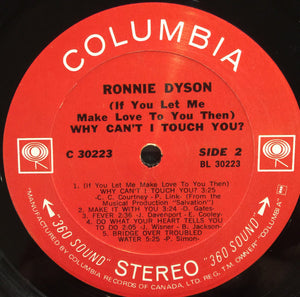 COLUMBIA
RONNIE DYSON
(If You Let Me
Make Love To You Then)
WHY CAN'T I TOUCH YOU?
C 30223
SIDE 2
BL 30223
1. (If You Let Me Make Love To You Then)
WHY CAN'T I TOUCH YOU? 3:25
- C. C. Courtney - P. Link- (From the
Musical Production "Salvation")
2. MAKE IT WITH YOU 3:24 -D. Gates-
3. FEVER 2:36 - J. Davenport - E. Cooley-
4. DO WHAT YOUR HEART TELLS YOU
TO DO 2:05 -J. Wisner - B. Jackson-
5. BRIDGE OVER TROUBLED
WATER 5:25 -P. Simon-
"360 SOUND" STEREO "360 SOUND"
MANUFACTURED BY COLUMBIA RECORDS OF CANADA, LTD. REG. T.M. OWNER